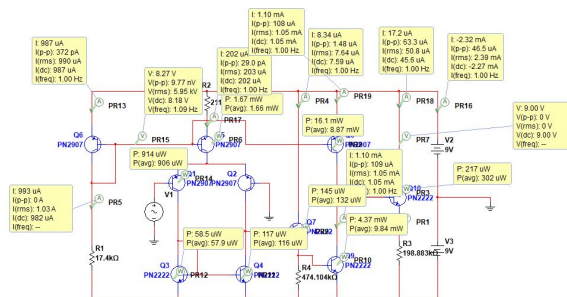 I: 987 uA
I(p-p): 372 pA
I(rms): 990 uA
I(dc): 987 uA
I(freq): 1.00 Hz
V: 8.27 V
V(p-p): 9.77 nV
V(rms): 5.95 kV
V(dc): 8.18 V
V(freq): 1.09 Hz
I: 202 uA
I(p-p): 29.0 pA
I(rms): 203 uA
I(dc): 202 uA
I(freq): 1.00 Hz
I: 1.10 mA
I(p-p): 108 uA
I(rms): 1.05 mA
I(dc): 1.05 mA
I(freq): 1.00 Hz
I: 8.34 uA
I(p-p): 1.48 uA
I(rms): 7.64 uA
I(dc): 7.59 uA
I(freq): 1.00 Hz
I: 17.2 uA
I(p-p): 63.3 uA
I(rms): 50.8 uA
I(dc): 45.6 uA
I(freq): 1.00 Hz
I: -2.32 mA
I(p-p): 46.5 uA
I(rms): 2.39 mA
I(dc): -2.27 mA
I(freq): 1.00 Hz
V: 9.00 V
V(p-p): 0 V
V(rms): 0 V
V(dc): 9.00 V
V(freq): --
PR13
R2
211
P: 1.67 mW
P(avg): 1.66 mW
PR4
PR19
PR18
PR16
Q6
PN2907
PR15
PR17
PR6
PN2907
P: 16.1 mW
P(avg): 8.87 mW
PR7
V2
9V
P: 914 uW
P(avg): 906 uW
I: 1.10 mA
I(p-p): 109 uA
I(rms): 1.05 mA
I(dc): 1.05 mA
I(freq): 1.00 Hz
P: 217 uW
P(avg): 302 uW
I: 993 uA
I(p-p): 0 A
I(rms): 1.03 A
I(dc): 982 uA
I(freq): --
PR5
V1
PR14
Q2
PN2907
P: 145 uW
P(avg): 132 uW
PR3
PN2222
P: 58.5 uW
P(avg): 57.9 uW
P: 117 uW
P(avg): 116 uW
P: 4.37 mW
P(avg): 9.84 mW
PR1
R1
17.4kΩ
Q3
PN2222
PR12
Q4
R4
474.104kΩ
PR10
PN2222
R3
198.883kΩ
V3
9V